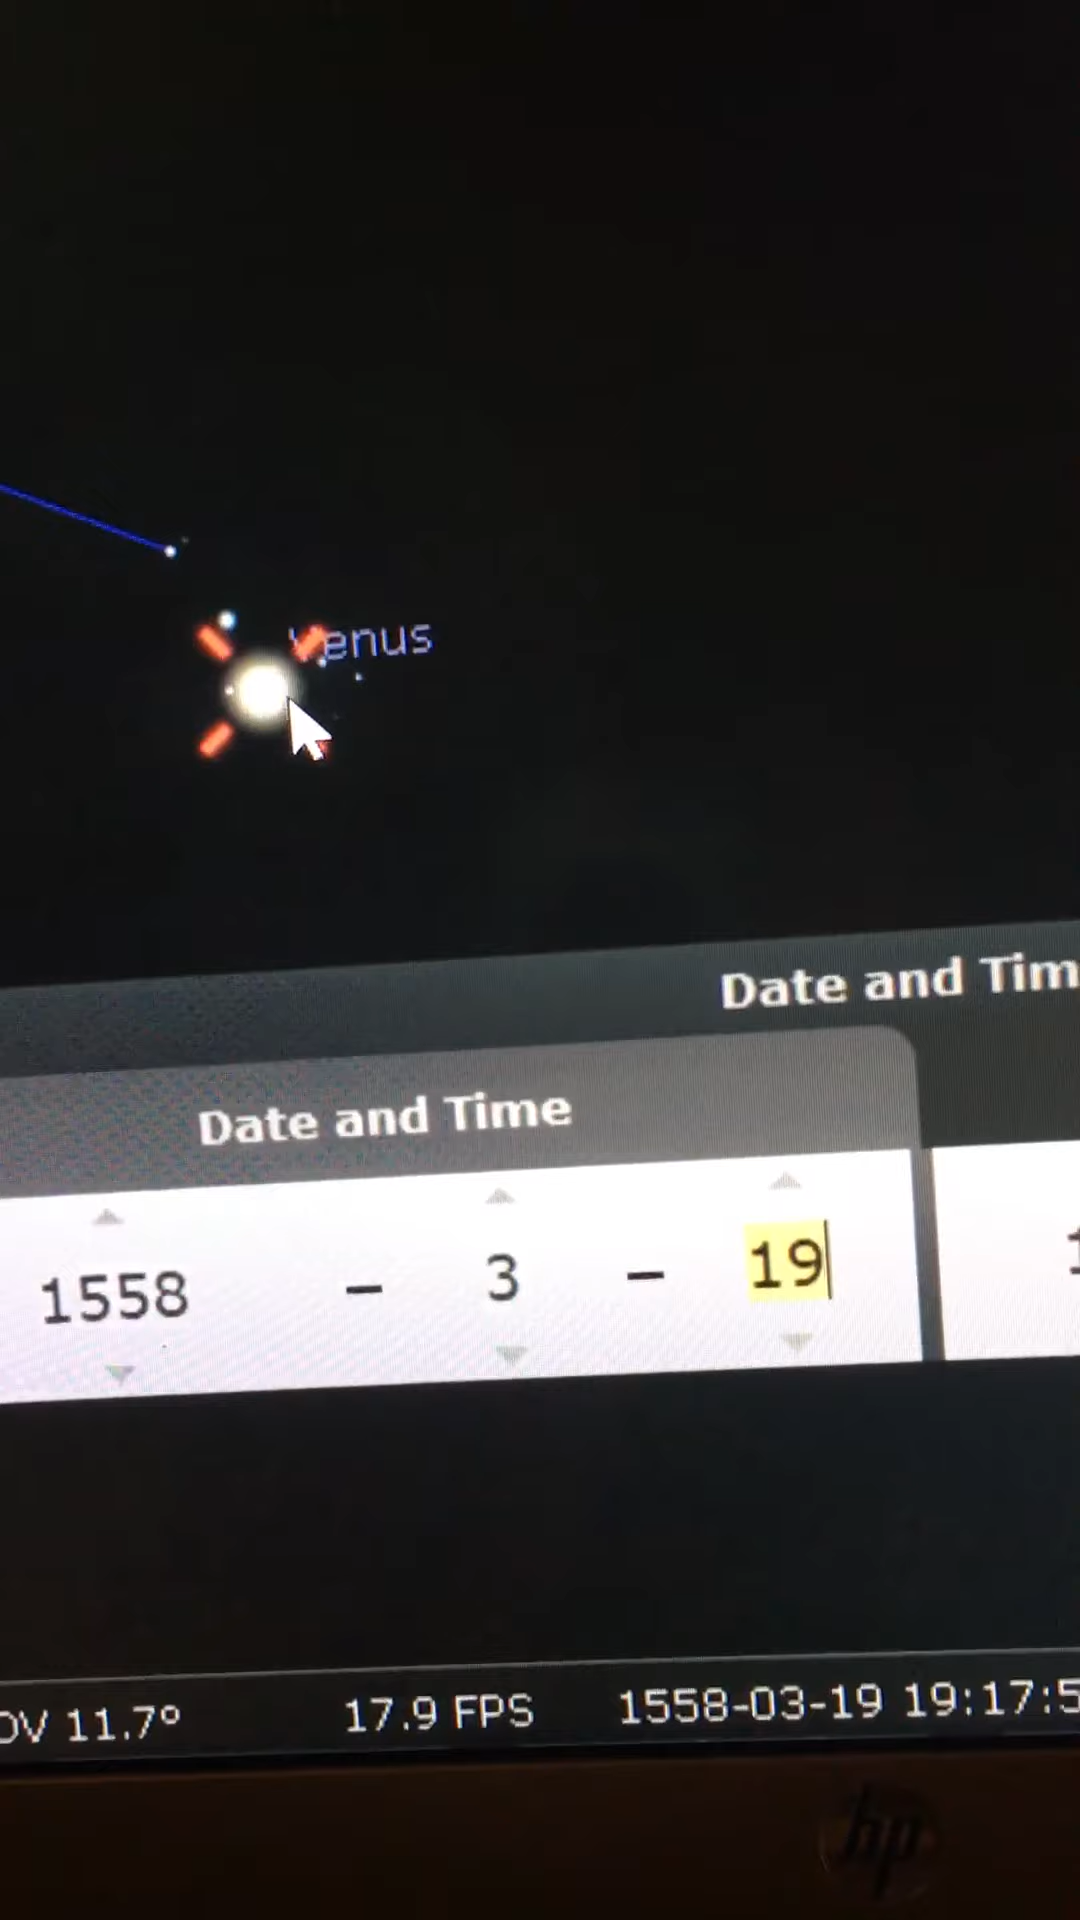 Venus
Date and Tim
Date and Time
1558 - 3 - 19
OV 11.7° 17.9 FPS 1558-03-19 19:17:5
hp